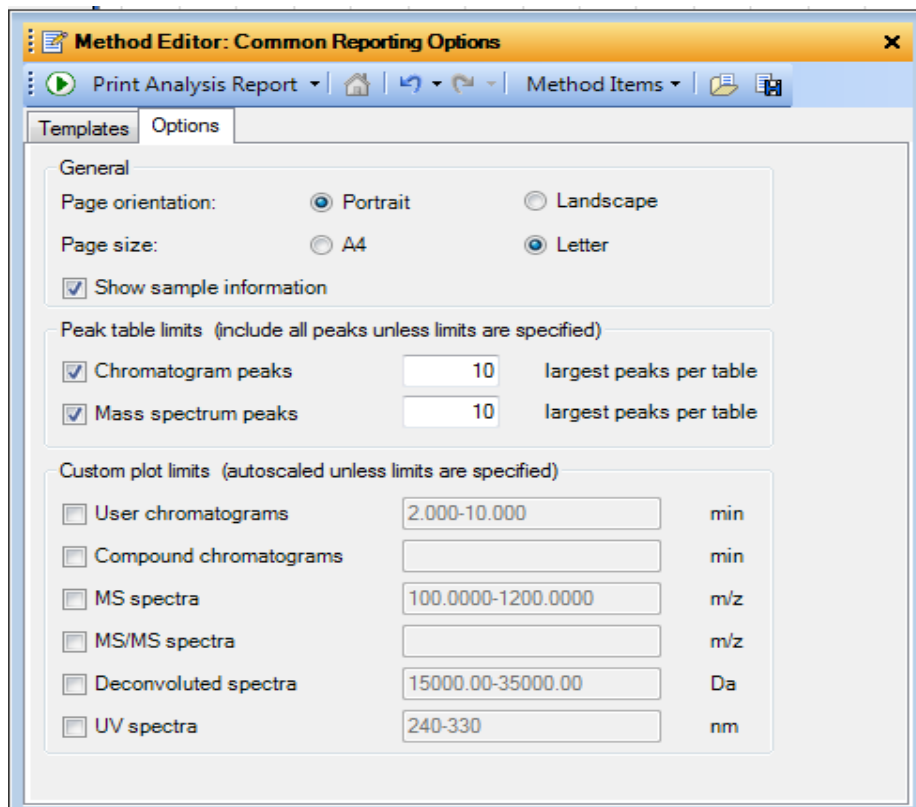 Method Editor: Common Reporting Options
Print Analysis Report Method Items
Templates Options
General
Page orientation: Portrait Landscape
Page size: A4 Letter
Show sample information
Peak table limits (include all peaks unless limits are specified)
Chromatogram peaks 10 largest peaks per table
Mass spectrum peaks 10 largest peaks per table
Custom plot limits (autoscaled unless limits are specified)
User chromatograms 2.000-10.000 min
Compound chromatograms min
MS spectra 100.0000-1200.0000 m/z
MS/MS spectra m/z
Deconvoluted spectra 15000.00-35000.00 Da
UV spectra 240-330 nm